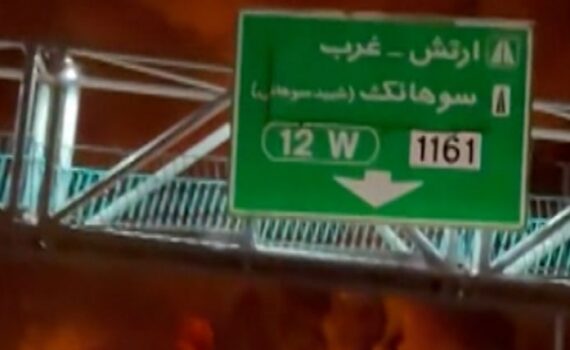 ارتش - غرب
سوهانک (شهید سوهانی)
12 W 1161